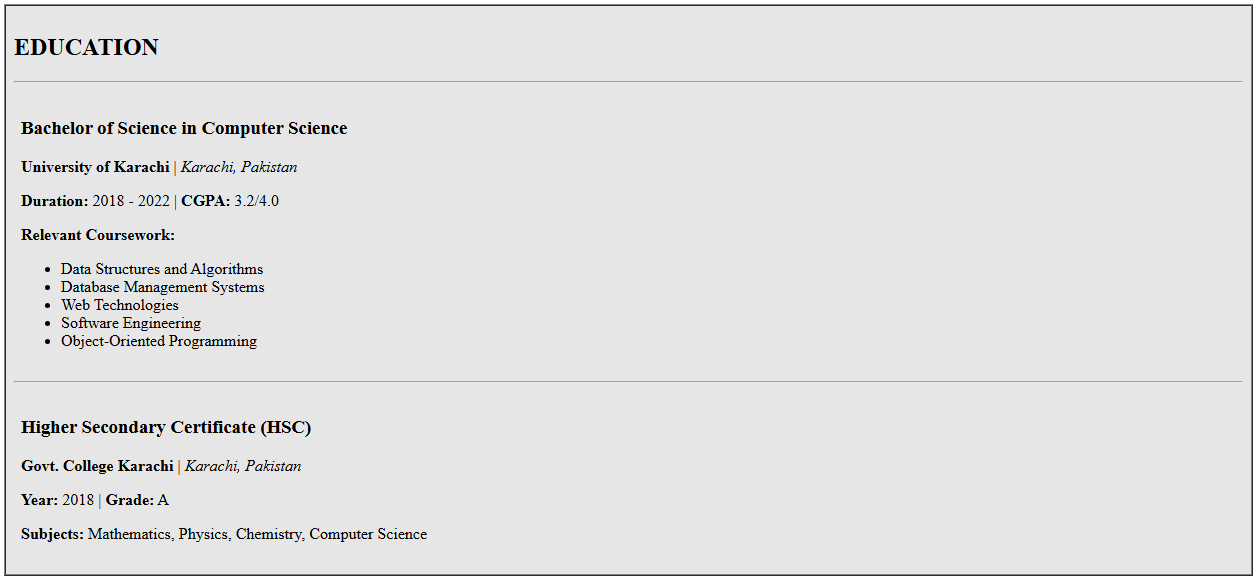 EDUCATION
Bachelor of Science in Computer Science
University of Karachi | Karachi, Pakistan
Duration: 2018 - 2022 | CGPA: 3.2/4.0
Relevant Coursework:
• Data Structures and Algorithms
• Database Management Systems
• Web Technologies
• Software Engineering
• Object-Oriented Programming
Higher Secondary Certificate (HSC)
Govt. College Karachi | Karachi, Pakistan
Year: 2018 | Grade: A
Subjects: Mathematics, Physics, Chemistry, Computer Science